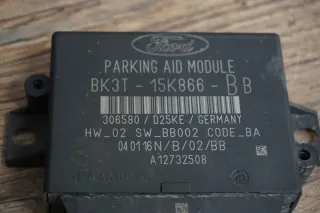 Ford
PARKING AID MODULE
BK3T - 15K866 - BB
306580 / D25KE / GERMANY
HW_02 SW_BB002 CODE_BA
040116N/B/02/BB
A12732508